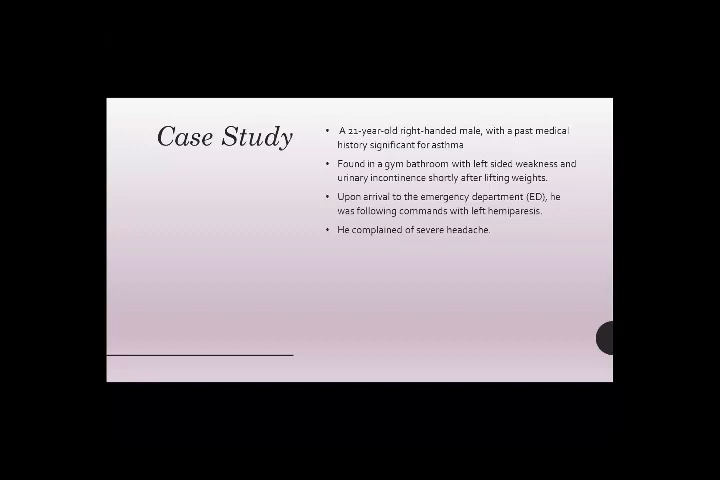 Case Study
• A 21-year-old right-handed male, with a past medical
history significant for asthma
• Found in a gym bathroom with left sided weakness and
urinary incontinence shortly after lifting weights.
• Upon arrival to the emergency department (ED), he
was following commands with left hemiparesis.
• He complained of severe headache.